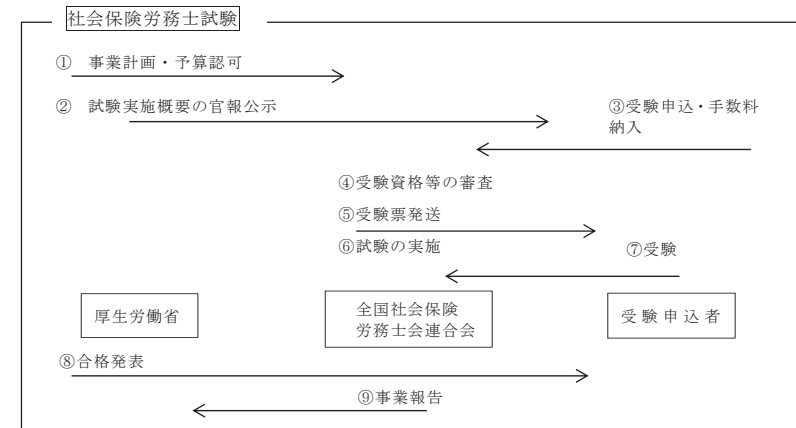 社会保険労務士試験
① 事業計画・予算認可
② 試験実施概要の官報公示
③受験申込・手数料
納入
④受験資格等の審査
⑤受験票発送
⑥試験の実施
⑦受験
厚生労働省
全国社会保険
労務士会連合会
受験申込者
⑧合格発表
⑨事業報告